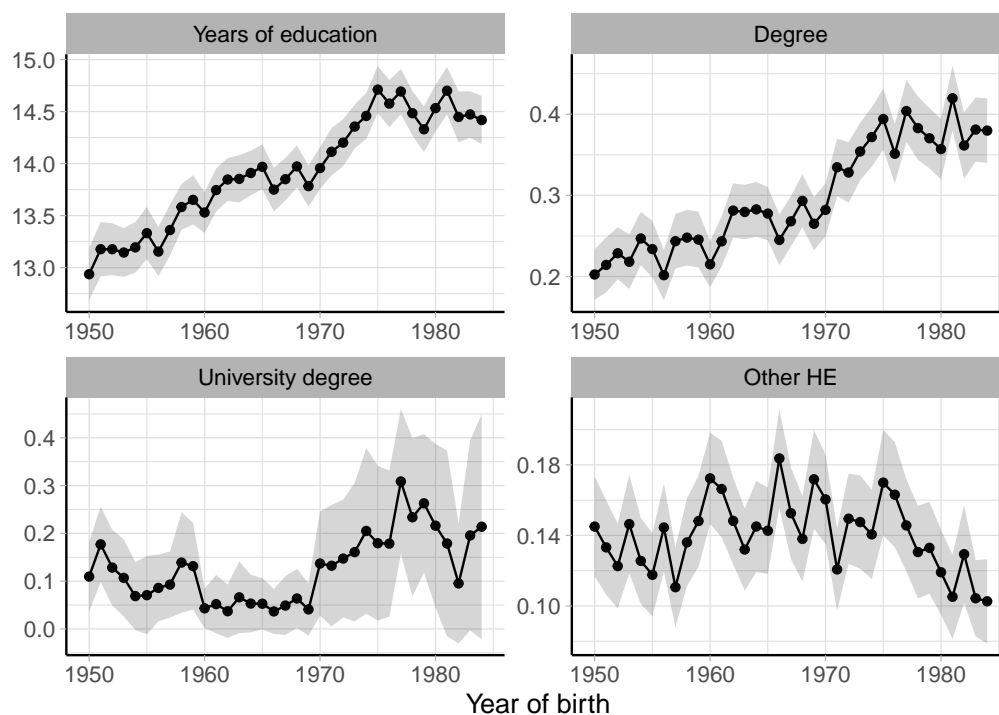 Years of education
15.0
14.5
14.0
13.5
13.0
1950 1960 1970 1980
Degree
0.4
0.3
0.2
1950 1960 1970 1980
University degree
0.4
0.3
0.2
0.1
0.0
1950 1960 1970 1980
Other HE
0.18
0.14
0.10
1950 1960 1970 1980
Year of birth